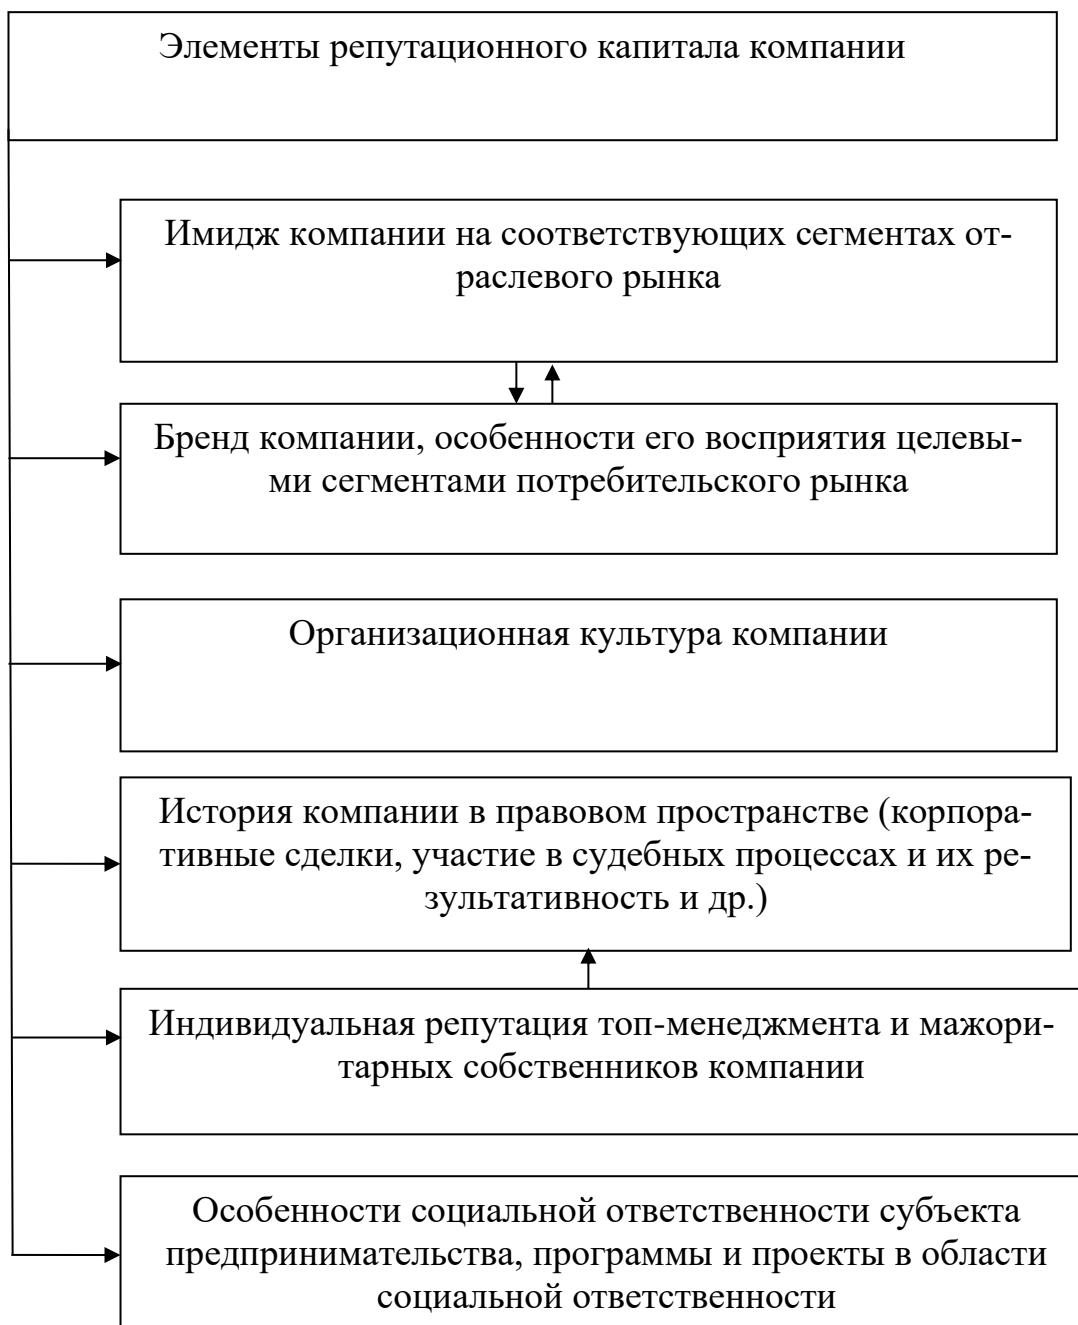 Элементы репутационного капитала компании
Имидж компании на соответствующих сегментах от-
раслевого рынка
Бренд компании, особенности его восприятия целевы-
ми сегментами потребительского рынка
Организационная культура компании
История компании в правовом пространстве (корпора-
тивные сделки, участие в судебных процессах и их ре-
зультативность и др.)
Индивидуальная репутация топ-менеджмента и мажори-
тарных собственников компании
Особенности социальной ответственности субъекта
предпринимательства, программы и проекты в области
социальной ответственности